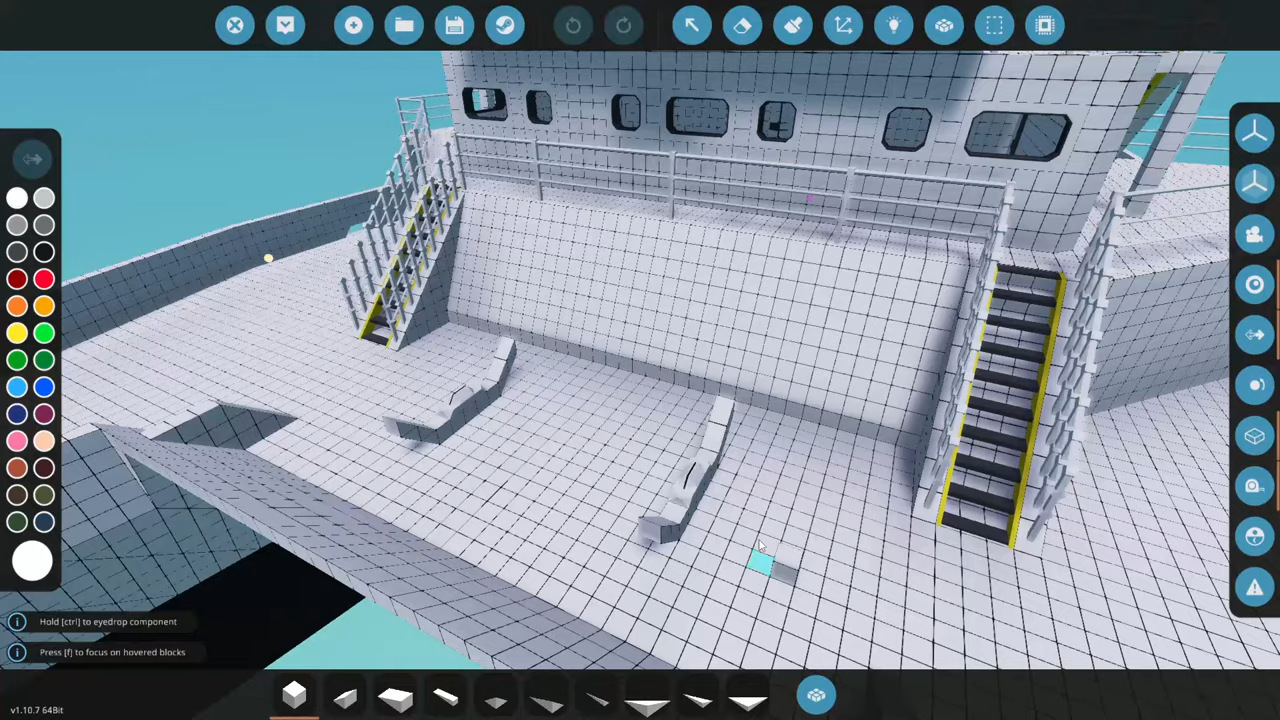 Hold [ctrl] to eyedrop component
Press [f] to focus on hovered blocks
v1.10.7 64Bit